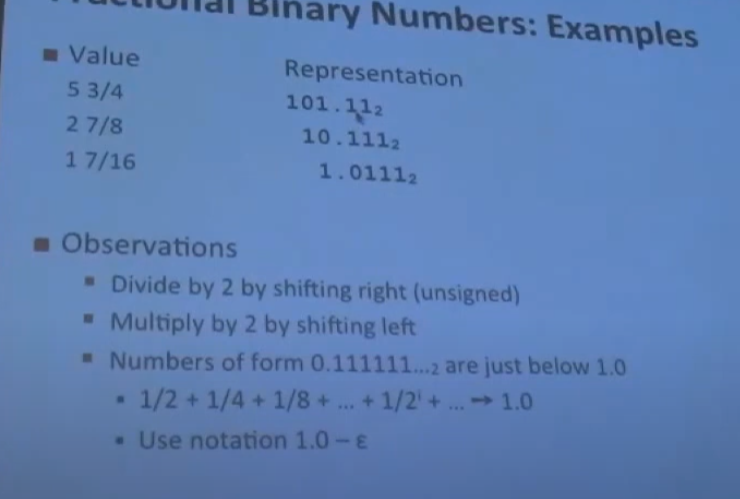 Binary Numbers: Examples
■ Value Representation
5 3/4 101.11₂
2 7/8 10.111₂
1 7/16 1.0111₂
■ Observations
▪ Divide by 2 by shifting right (unsigned)
▪ Multiply by 2 by shifting left
▪ Numbers of form 0.111111...₂ are just below 1.0
▪ 1/2 + 1/4 + 1/8 + ... + 1/2ⁱ + ... → 1.0
▪ Use notation 1.0 – ε